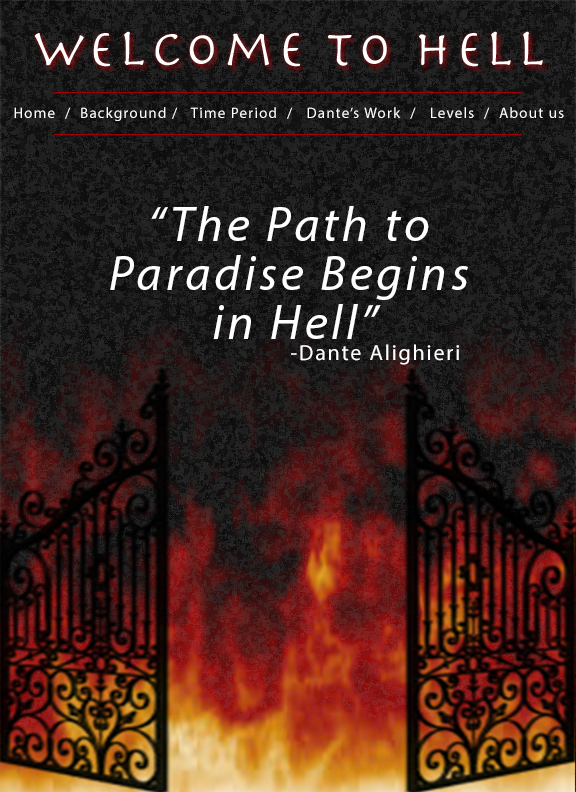 WELCOME TO HELL
Home / Background / Time Period / Dante's Work / Levels / About us
“The Path to
Paradise Begins
in Hell”
-Dante Alighieri